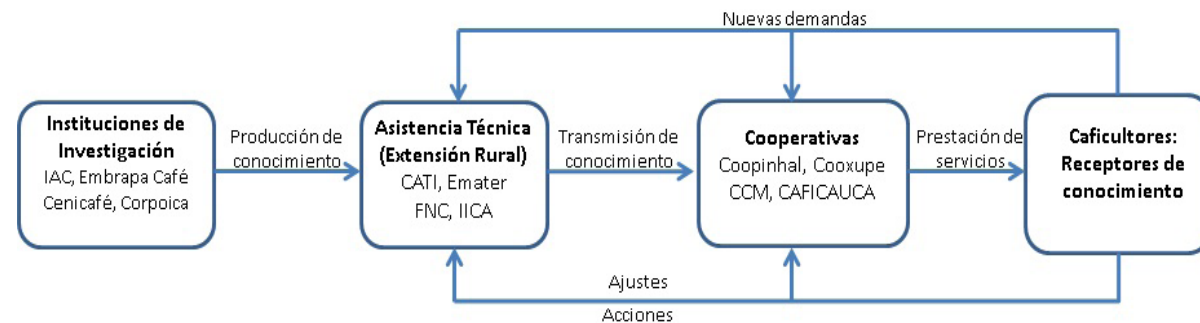 Nuevas demandas
Instituciones de
Investigación
IAC, Embrapa Café
Cenicafé, Corpoica
Producción de
conocimiento
Asistencia Técnica
(Extensión Rural)
CATI, Emater
FNC, IICA
Transmisión de
conocimiento
Cooperativas
Coopinhal, Cooxupe
CCM, CAFICAUCA
Prestación de
servicios
Caficultores:
Receptores de
conocimiento
Ajustes
Acciones